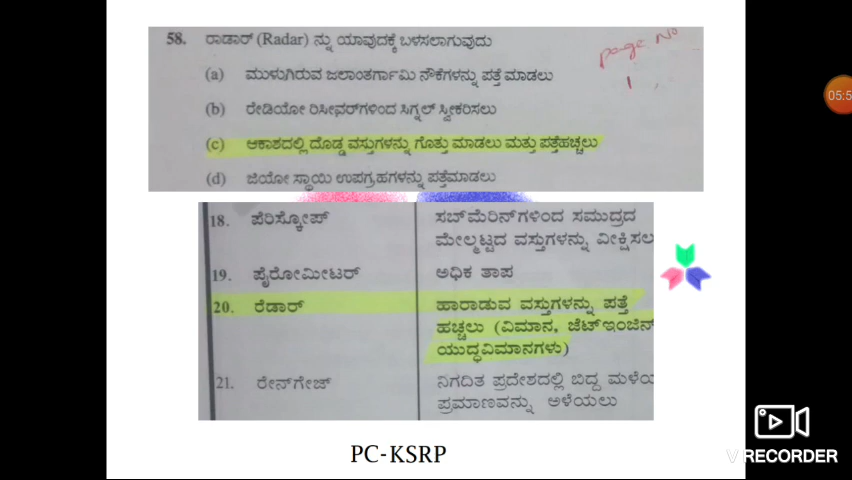 58. ರಾಡಾರ್ (Radar) ನ್ನು ಯಾವುದಕ್ಕೆ ಬಳಸಲಾಗುವುದು
page No
1
(a) ಮುಳುಗಿರುವ ಜಲಾಂತರ್ಗಾಮಿ ನೌಕೆಗಳನ್ನು ಪತ್ತೆ ಮಾಡಲು
(b) ರೇಡಿಯೋ ರಿಸೀವರ್‌ಗಳಿಂದ ಸಿಗ್ನಲ್ ಸ್ವೀಕರಿಸಲು
(c) ಆಕಾಶದಲ್ಲಿ ದೊಡ್ಡ ವಸ್ತುಗಳನ್ನು ಗೊತ್ತು ಮಾಡಲು ಮತ್ತು ಪತ್ತೆಹಚ್ಚಲು
(d) ಜಿಯೋ ಸ್ಥಾಯಿ ಉಪಗ್ರಹಗಳನ್ನು ಪತ್ತೆಮಾಡಲು
05:5
18. ಪೆರಿಸ್ಕೋಪ್ ಸಬ್‌ಮೆರಿನ್‌ಗಳಿಂದ ಸಮುದ್ರದ
ಮೇಲ್ಮಟ್ಟದ ವಸ್ತುಗಳನ್ನು ವೀಕ್ಷಿಸಲ
19. ಪೈರೋಮೀಟರ್ ಅಧಿಕ ತಾಪ
20. ರೆಡಾರ್ ಹಾರಾಡುವ ವಸ್ತುಗಳನ್ನು ಪತ್ತೆ
ಹಚ್ಚಲು (ವಿಮಾನ, ಜೆಟ್‌ಇಂಜಿನ್
ಯುದ್ಧವಿಮಾನಗಳು)
21. ರೇನ್‌ಗೇಜ್ ನಿಗದಿತ ಪ್ರದೇಶದಲ್ಲಿ ಬಿದ್ದ ಮಳೆಯ
ಪ್ರಮಾಣವನ್ನು ಅಳೆಯಲು
PC-KSRP
V RECORDER